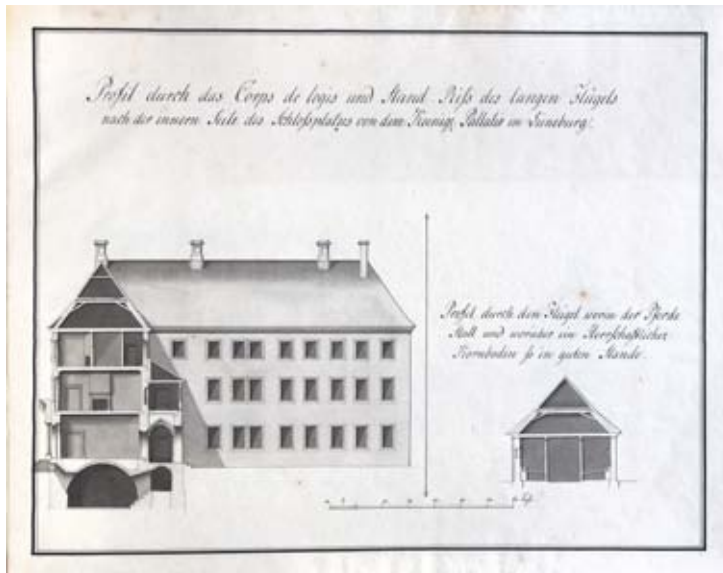 Profil durch das Corps de logis und Stand Riss des langen Flügels
nach der innern Seite des Schlossplatzes von dem Koenigl. Pallais in Lüneburg.
Profil durch den Flügel worin der Pferde
Stall und worüber ein Herrschaftlicher
Kornboden so in guten Stande.